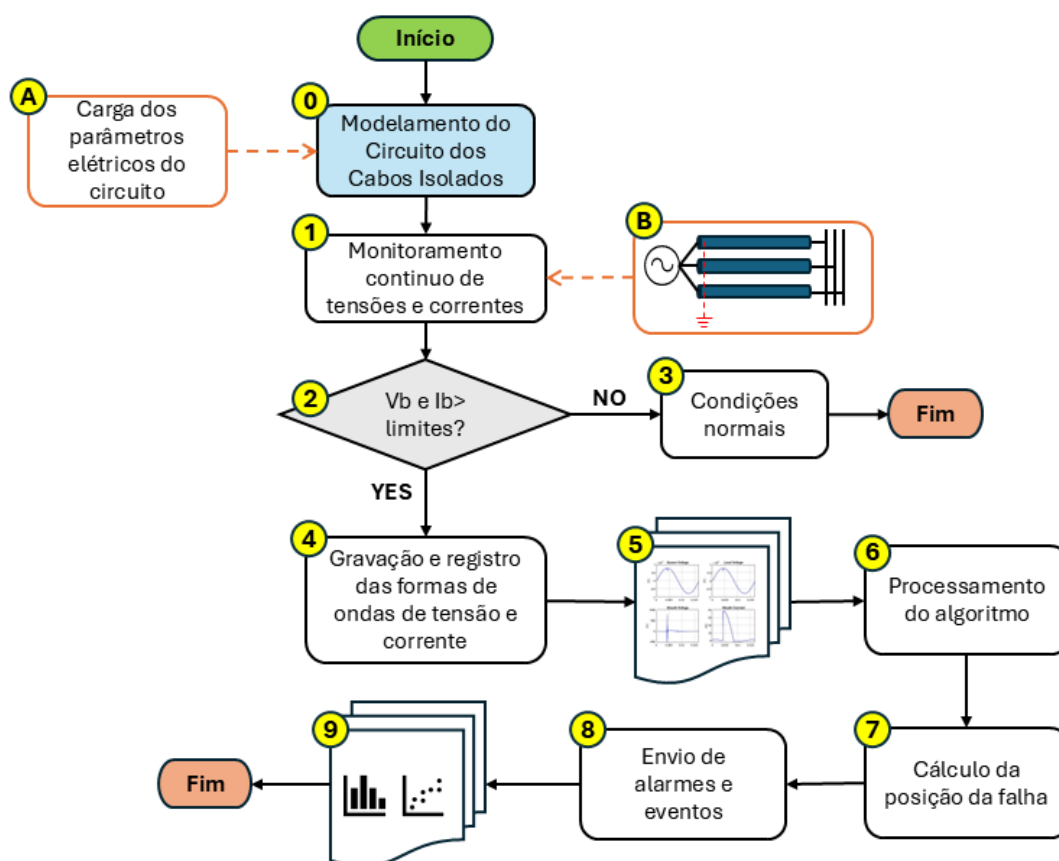 Início
A
Carga dos
parâmetros
elétricos do
circuito
0
Modelamento do
Circuito dos
Cabos Isolados
1
Monitoramento
continuo de
tensões e correntes
B
2
Vb e Ib>
limites?
NO
3
Condições
normais
Fim
YES
4
Gravação e registro
das formas de
ondas de tensão e
corrente
5
6
Processamento
do algoritmo
7
Cálculo da
posição da falha
8
Envio de
alarmes e
eventos
9
Fim